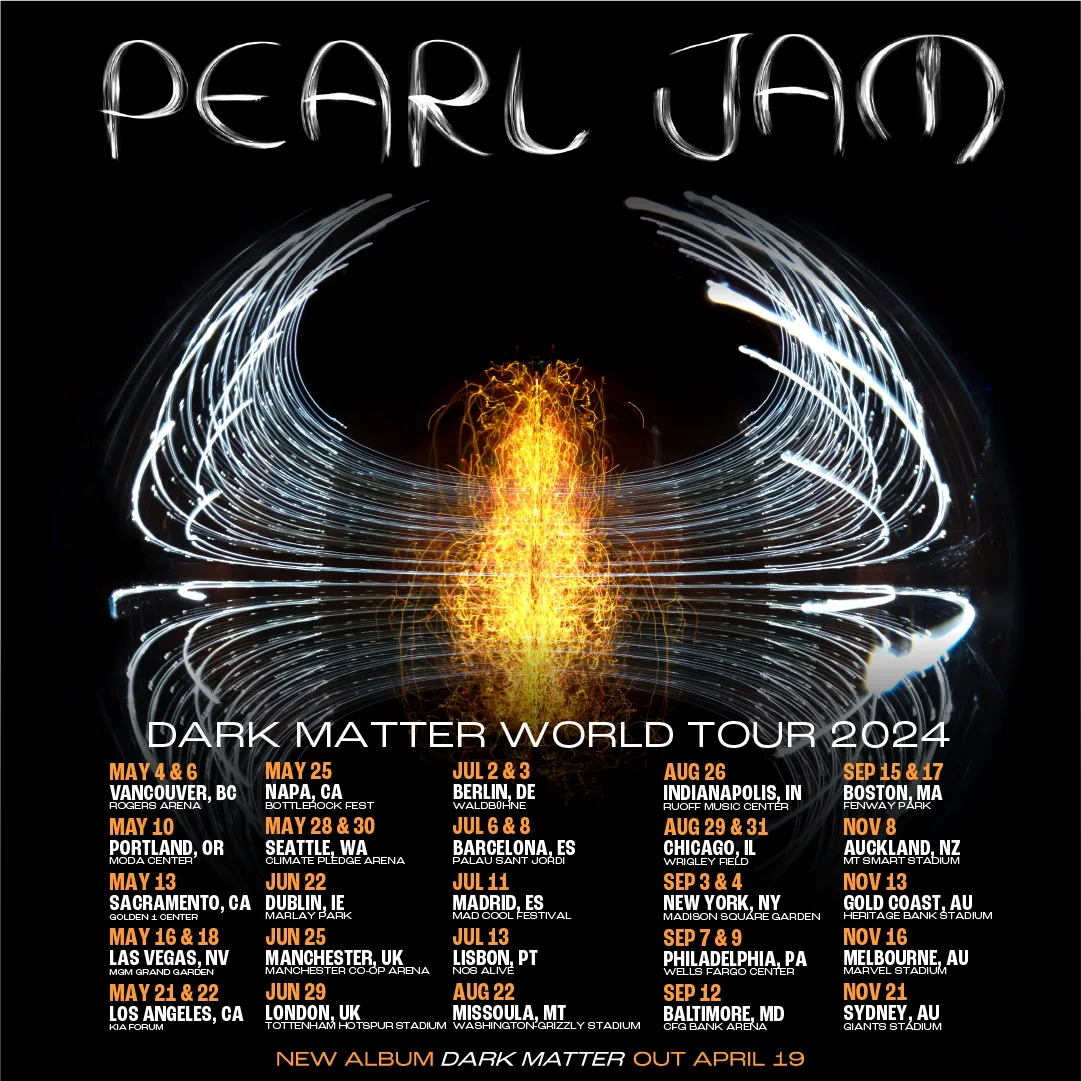 PEARL JAM
DARK MATTER WORLD TOUR 2024
MAY 4 & 6
VANCOUVER, BC
ROGERS ARENA
MAY 10
PORTLAND, OR
MODA CENTER
MAY 13
SACRAMENTO, CA
GOLDEN 1 CENTER
MAY 16 & 18
LAS VEGAS, NV
MGM GRAND GARDEN
MAY 21 & 22
LOS ANGELES, CA
KIA FORUM
MAY 25
NAPA, CA
BOTTLEROCK FEST
MAY 28 & 30
SEATTLE, WA
CLIMATE PLEDGE ARENA
JUN 22
DUBLIN, IE
MARLAY PARK
JUN 25
MANCHESTER, UK
MANCHESTER CO-OP ARENA
JUN 29
LONDON, UK
TOTTENHAM HOTSPUR STADIUM
JUL 2 & 3
BERLIN, DE
WALDBÜHNE
JUL 6 & 8
BARCELONA, ES
PALAU SANT JORDI
JUL 11
MADRID, ES
MAD COOL FESTIVAL
JUL 13
LISBON, PT
NOS ALIVE
AUG 22
MISSOULA, MT
WASHINGTON-GRIZZLY STADIUM
AUG 26
INDIANAPOLIS, IN
RUOFF MUSIC CENTER
AUG 29 & 31
CHICAGO, IL
WRIGLEY FIELD
SEP 3 & 4
NEW YORK, NY
MADISON SQUARE GARDEN
SEP 7 & 9
PHILADELPHIA, PA
WELLS FARGO CENTER
SEP 12
BALTIMORE, MD
CFG BANK ARENA
SEP 15 & 17
BOSTON, MA
FENWAY PARK
NOV 8
AUCKLAND, NZ
MT SMART STADIUM
NOV 13
GOLD COAST, AU
HERITAGE BANK STADIUM
NOV 16
MELBOURNE, AU
MARVEL STADIUM
NOV 21
SYDNEY, AU
GIANTS STADIUM
NEW ALBUM DARK MATTER OUT APRIL 19